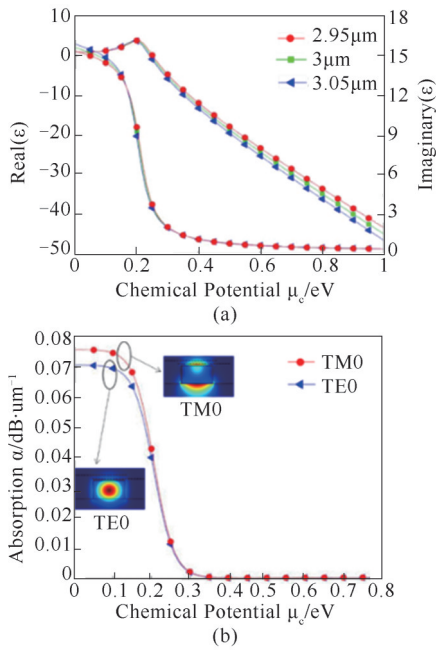 10
0
−10
−20
−30
−40
−50
Real(ε)
18
15
12
9
6
3
0
Imaginary(ε)
2.95μm
3μm
3.05μm
0 0.2 0.4 0.6 0.8 1
Chemical Potential μc/eV
(a)
0.08
0.07
0.06
0.05
0.04
0.03
0.02
0.01
0
Absorption α/dB·um⁻¹
TM0
TE0
TM0
TE0
0 0.1 0.2 0.3 0.4 0.5 0.6 0.7 0.8
Chemical Potential μc/eV
(b)